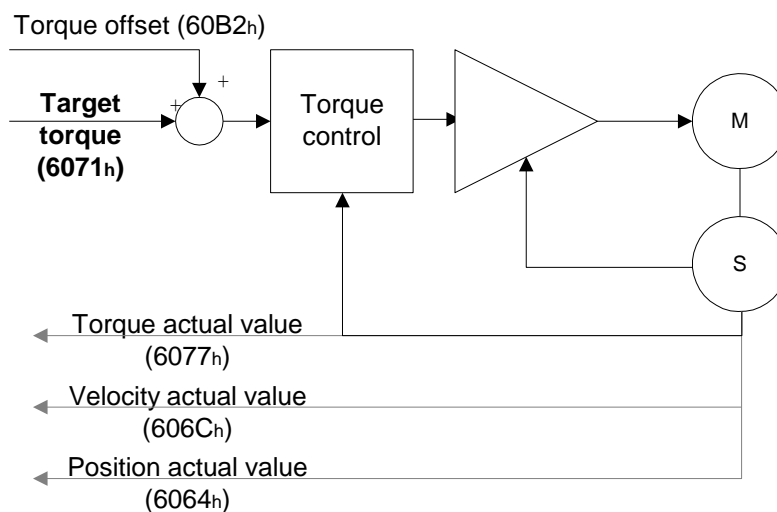 Torque offset (60B2h)
+
+
Target
torque
(6071h)
Torque
control
M
S
Torque actual value
(6077h)
Velocity actual value
(606Ch)
Position actual value
(6064h)